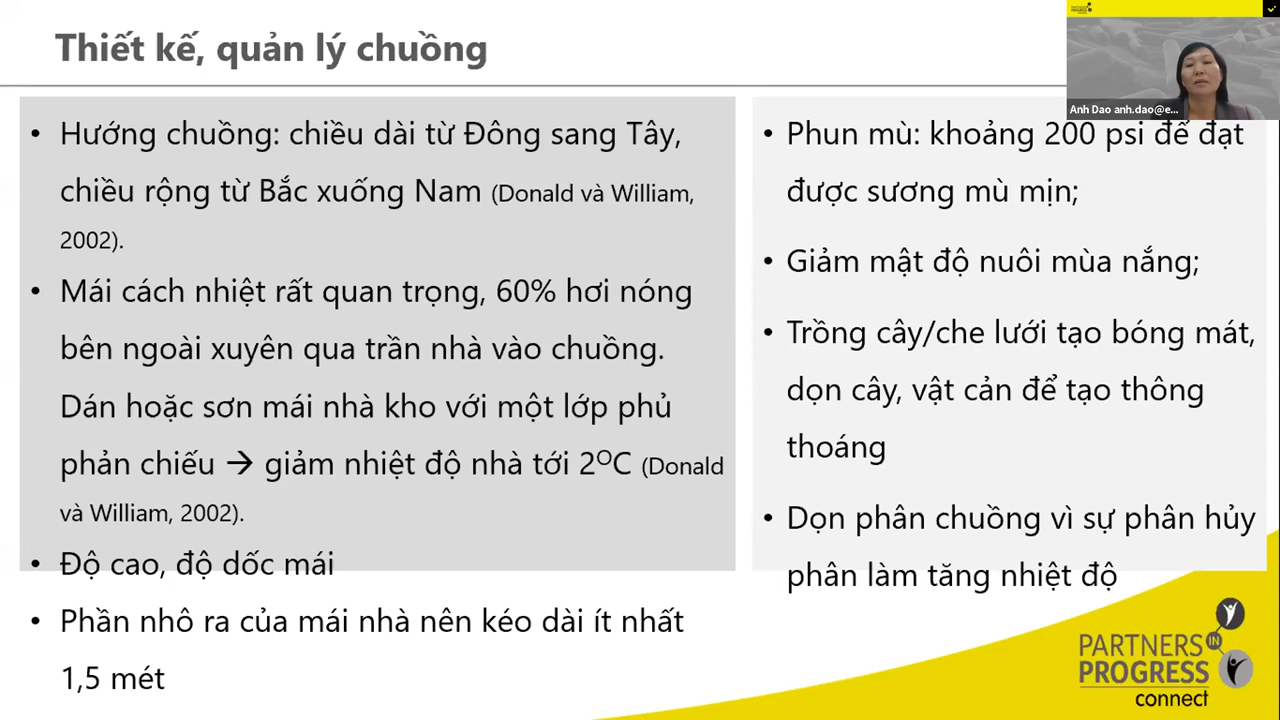 Thiết kế, quản lý chuồng
• Hướng chuồng: chiều dài từ Đông sang Tây,
chiều rộng từ Bắc xuống Nam (Donald và William,
2002).
• Mái cách nhiệt rất quan trọng, 60% hơi nóng
bên ngoài xuyên qua trần nhà vào chuồng.
Dán hoặc sơn mái nhà kho với một lớp phủ
phản chiếu → giảm nhiệt độ nhà tới 2ᴼC (Donald
và William, 2002).
• Độ cao, độ dốc mái
• Phần nhô ra của mái nhà nên kéo dài ít nhất
1,5 mét
• Phun mù: khoảng 200 psi để đạt
được sương mù mịn;
• Giảm mật độ nuôi mùa nắng;
• Trồng cây/che lưới tạo bóng mát,
dọn cây, vật cản để tạo thông
thoáng
• Dọn phân chuồng vì sự phân hủy
phân làm tăng nhiệt độ
Anh Dao anh.dao@e...
PARTNERS IN
PROGRESS
connect